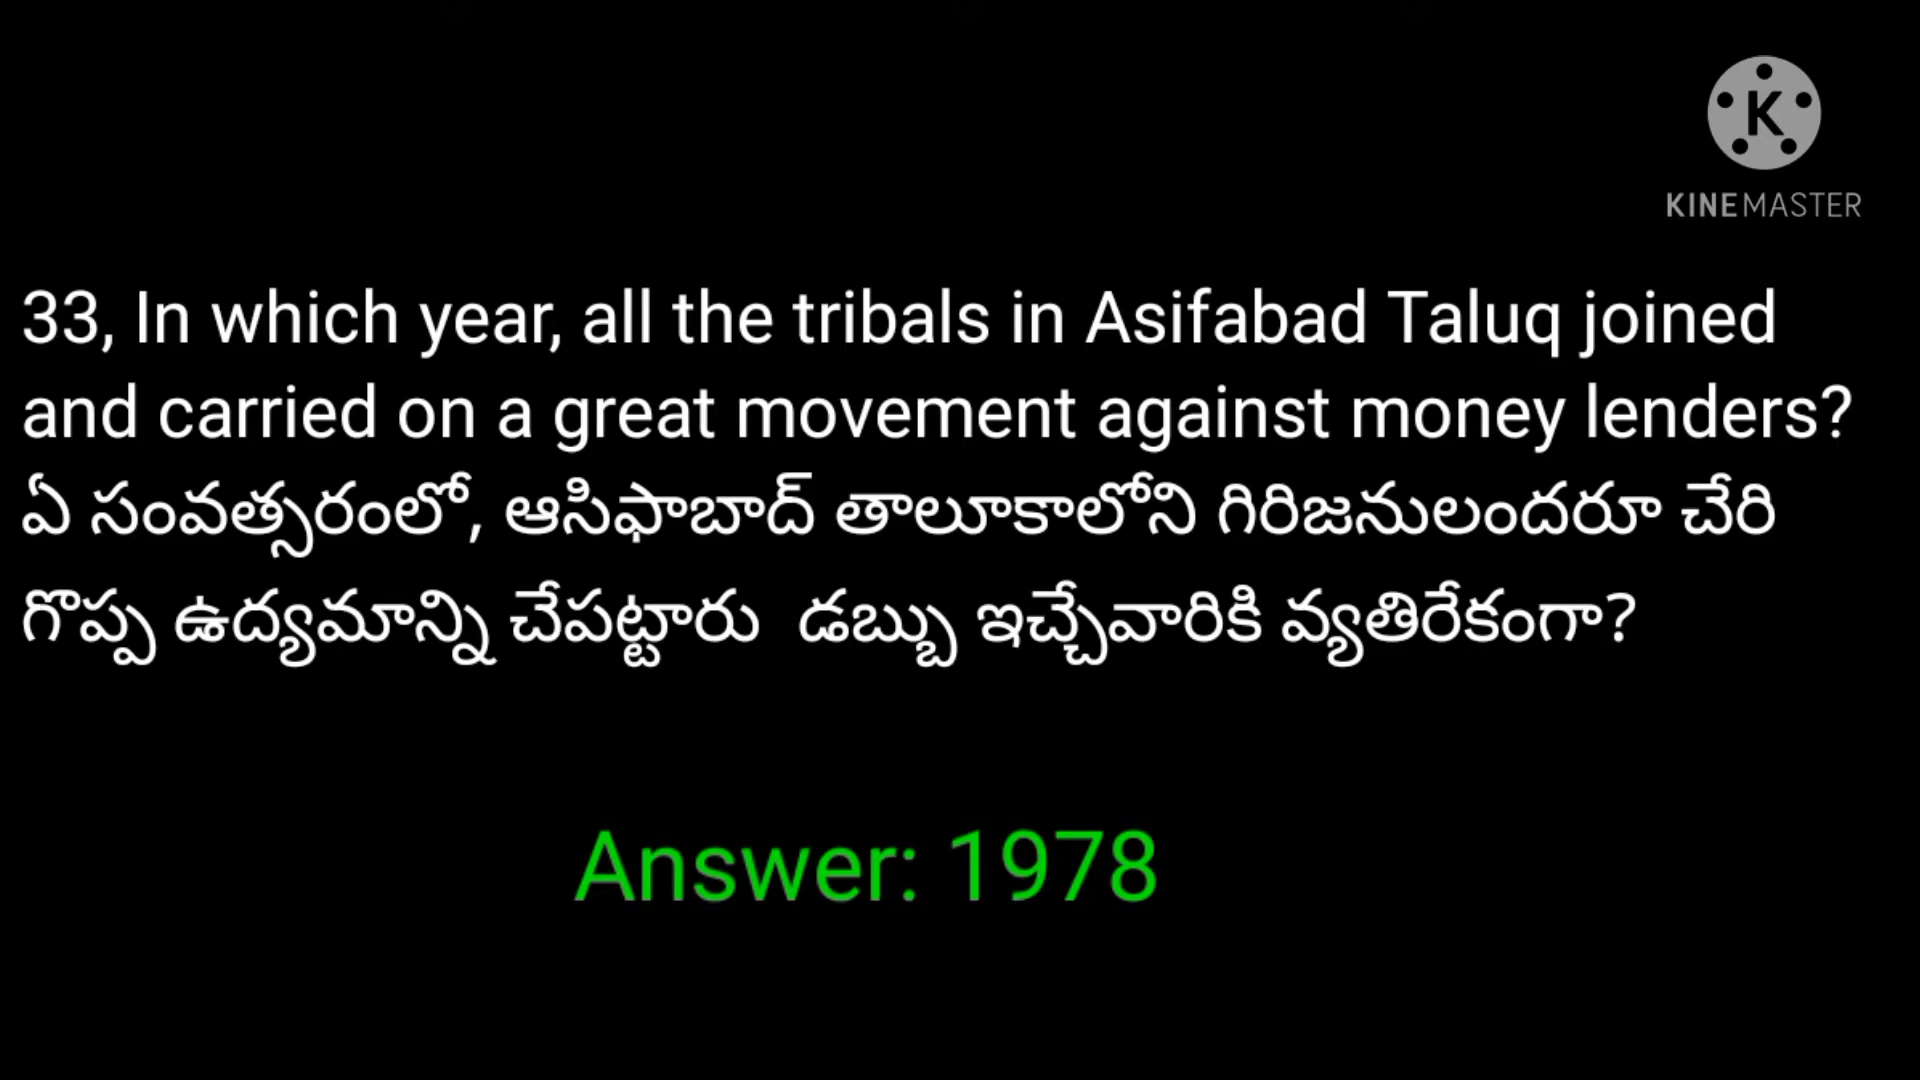 K
KINEMASTER
33, In which year, all the tribals in Asifabad Taluq joined
and carried on a great movement against money lenders?
ఏ సంవత్సరంలో, ఆసిఫాబాద్ తాలూకాలోని గిరిజనులందరూ చేరి
గొప్ప ఉద్యమాన్ని చేపట్టారు  డబ్బు ఇచ్చేవారికి వ్యతిరేకంగా?
Answer: 1978